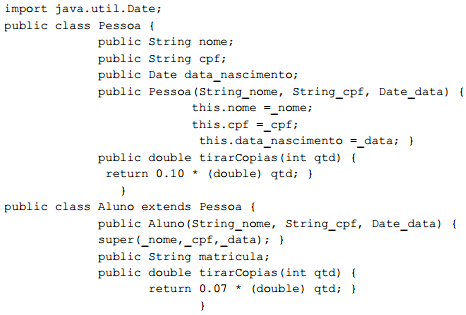 import java.util.Date;
public class Pessoa {
public String nome;
public String cpf;
public Date data_nascimento;
public Pessoa(String_nome, String_cpf, Date_data) {
this.nome =_nome;
this.cpf =_cpf;
this.data_nascimento =_data; }
public double tirarCopias(int qtd) {
return 0.10 * (double) qtd; }
}
public class Aluno extends Pessoa {
public Aluno(String_nome, String_cpf, Date_data) {
super(_nome,_cpf,_data); }
public String matricula;
public double tirarCopias(int qtd) {
return 0.07 * (double) qtd; }
}